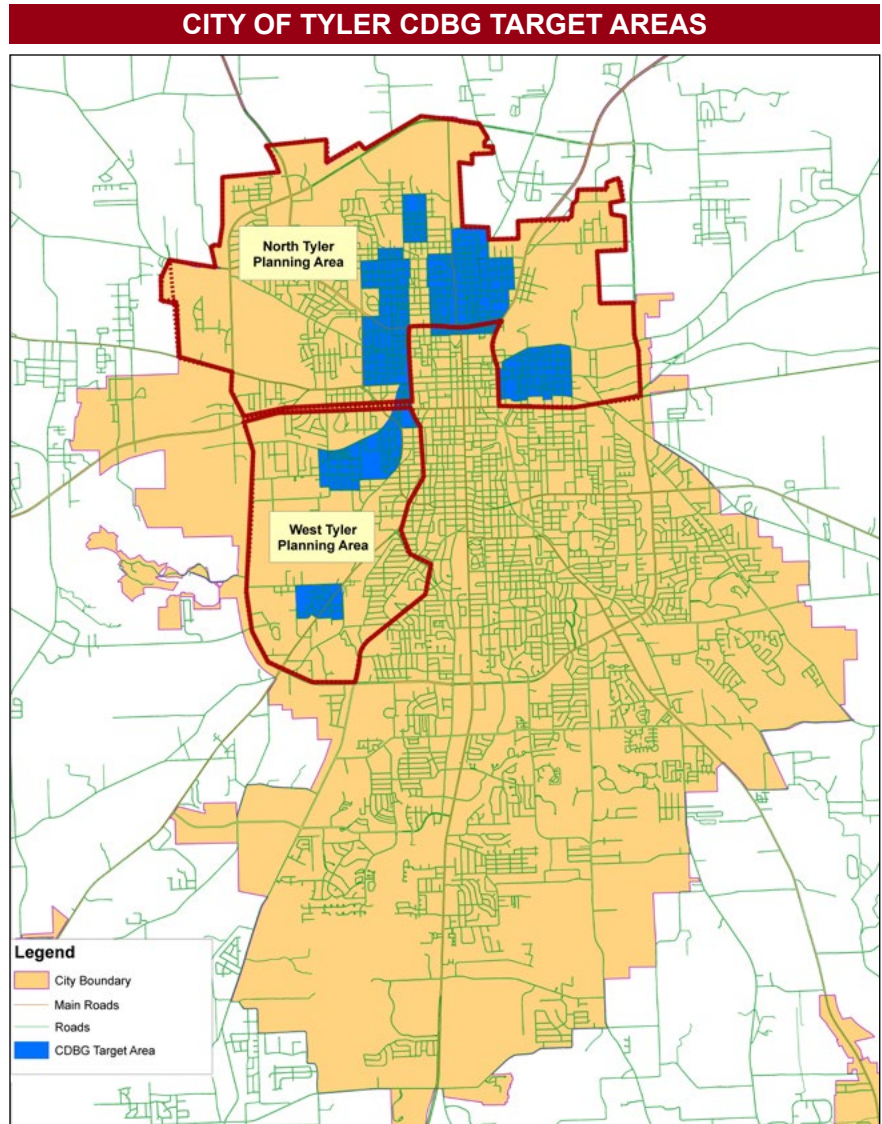 CITY OF TYLER CDBG TARGET AREAS
North Tyler
Planning Area
West Tyler
Planning Area
Legend
City Boundary
Main Roads
Roads
CDBG Target Area